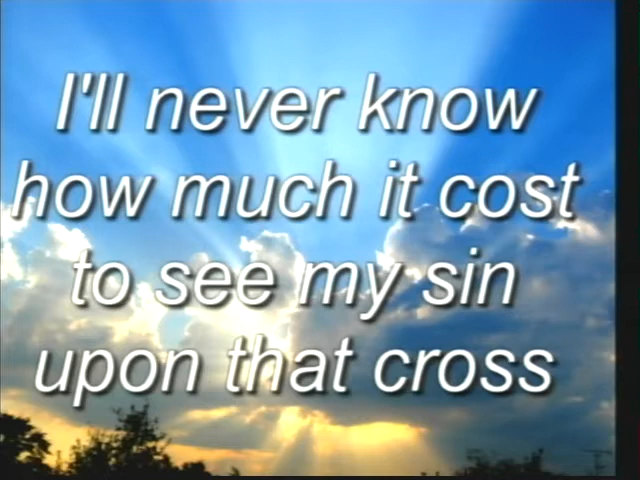 I'll never know
how much it cost
to see my sin
upon that cross